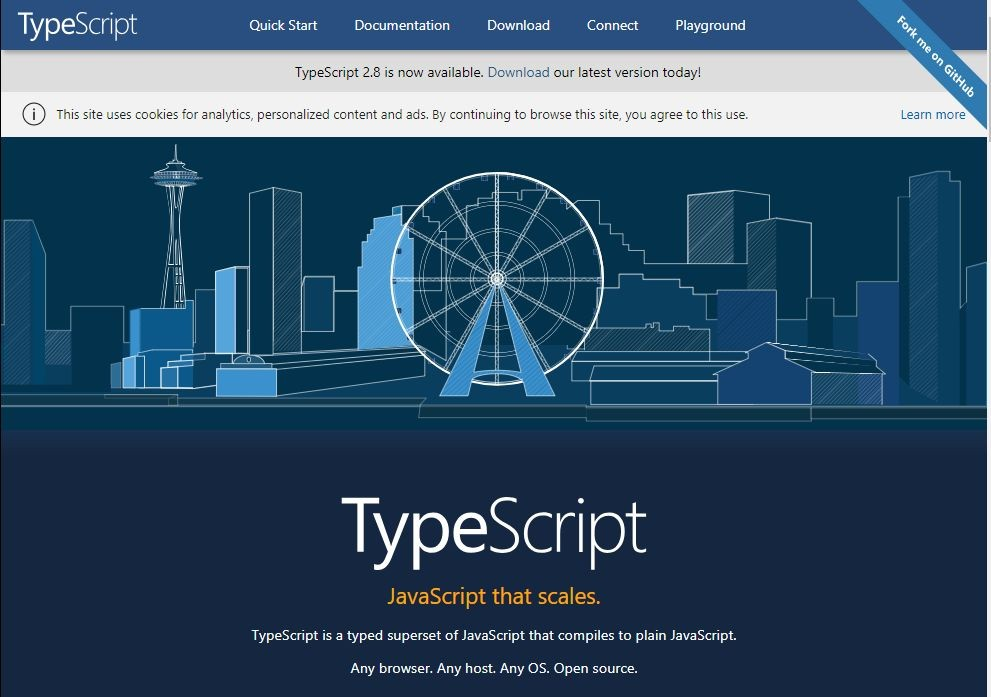 TypeScript
Quick Start
Documentation
Download
Connect
Playground
Fork me on GitHub
TypeScript 2.8 is now available. Download our latest version today!
This site uses cookies for analytics, personalized content and ads. By continuing to browse this site, you agree to this use.
Learn more
TypeScript
JavaScript that scales.
TypeScript is a typed superset of JavaScript that compiles to plain JavaScript.
Any browser. Any host. Any OS. Open source.